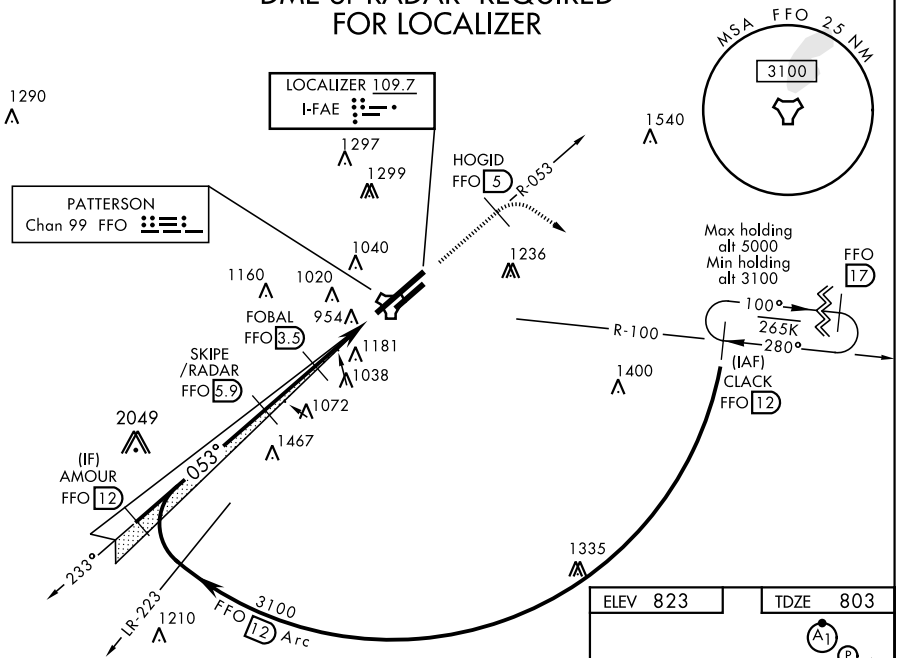 DME or RADAR REQUIRED
FOR LOCALIZER
MSA FFO 25 NM
3100
1290
LOCALIZER 109.7
I-FAE
1297
1299
HOGID
FFO 5
R-053
1540
PATTERSON
Chan 99 FFO
1040
1160
1020
954
1236
Max holding
alt 5000
Min holding
alt 3100
FFO
17
100°
265K
280°
R-100
(IAF)
CLACK
FFO 12
FOBAL
FFO 3.5
1181
1038
SKIPE
/RADAR
FFO 5.9
1072
1400
2049
1467
053°
(IF)
AMOUR
FFO 12
233°
LR-223
1210
3100
FFO 12 Arc
1335
ELEV 823
TDZE 803
A1
P